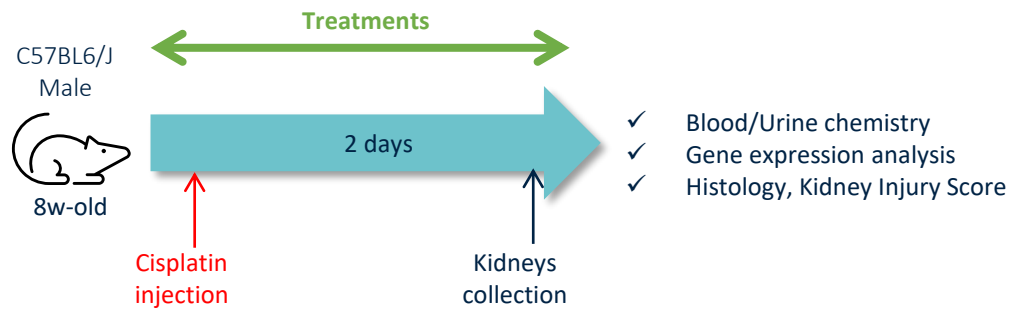 Treatments
C57BL6/J
Male
8w-old
2 days
Cisplatin
injection
Kidneys
collection
✓ Blood/Urine chemistry
✓ Gene expression analysis
✓ Histology, Kidney Injury Score